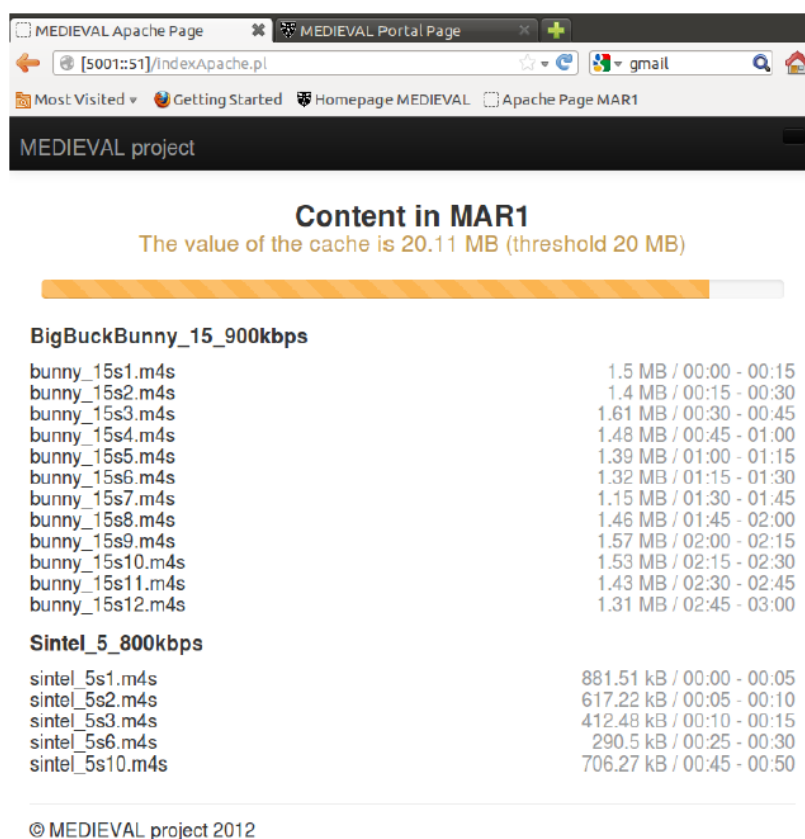 MEDIEVAL Apache Page MEDIEVAL Portal Page
[5001::51]/indexApache.pl gmail
Most Visited Getting Started Homepage MEDIEVAL Apache Page MAR1
MEDIEVAL project
Content in MAR1
The value of the cache is 20.11 MB (threshold 20 MB)
BigBuckBunny_15_900kbps
bunny_15s1.m4s 1.5 MB / 00:00 - 00:15
bunny_15s2.m4s 1.4 MB / 00:15 - 00:30
bunny_15s3.m4s 1.61 MB / 00:30 - 00:45
bunny_15s4.m4s 1.48 MB / 00:45 - 01:00
bunny_15s5.m4s 1.39 MB / 01:00 - 01:15
bunny_15s6.m4s 1.32 MB / 01:15 - 01:30
bunny_15s7.m4s 1.15 MB / 01:30 - 01:45
bunny_15s8.m4s 1.46 MB / 01:45 - 02:00
bunny_15s9.m4s 1.57 MB / 02:00 - 02:15
bunny_15s10.m4s 1.53 MB / 02:15 - 02:30
bunny_15s11.m4s 1.43 MB / 02:30 - 02:45
bunny_15s12.m4s 1.31 MB / 02:45 - 03:00
Sintel_5_800kbps
sintel_5s1.m4s 881.51 kB / 00:00 - 00:05
sintel_5s2.m4s 617.22 kB / 00:05 - 00:10
sintel_5s3.m4s 412.48 kB / 00:10 - 00:15
sintel_5s6.m4s 290.5 kB / 00:25 - 00:30
sintel_5s10.m4s 706.27 kB / 00:45 - 00:50
© MEDIEVAL project 2012